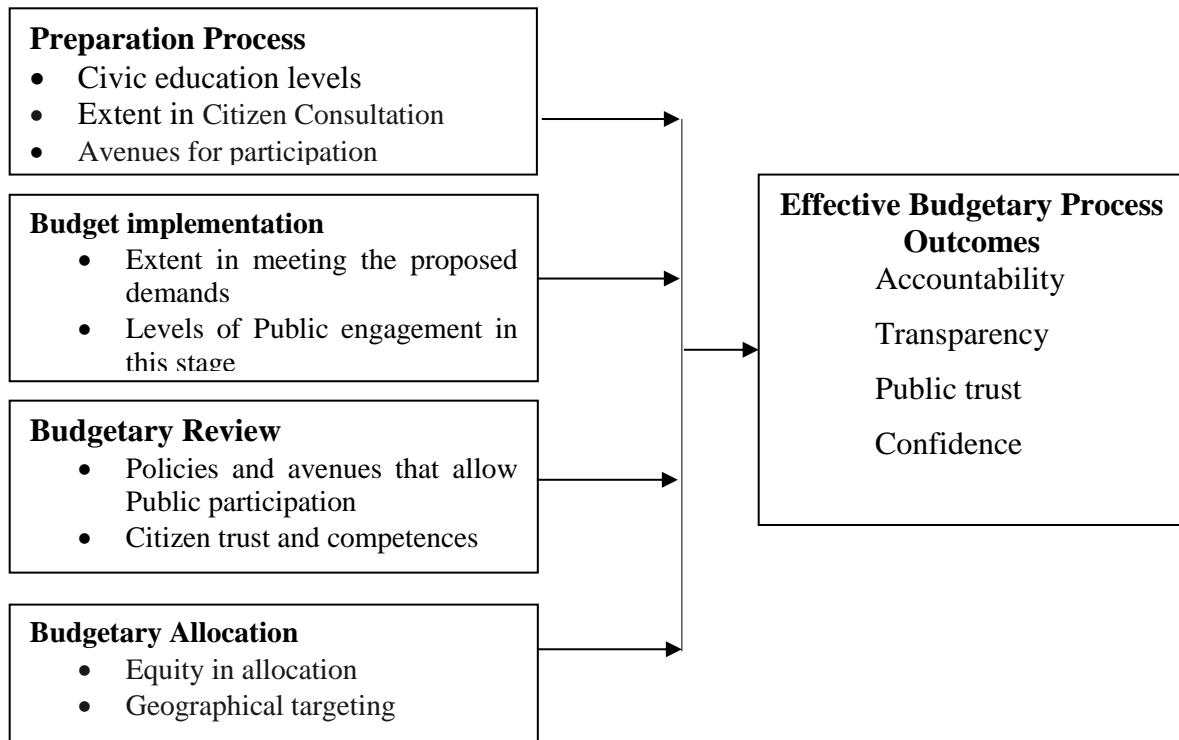 Preparation Process
• Civic education levels
• Extent in Citizen Consultation
• Avenues for participation
Budget implementation
• Extent in meeting the proposed
demands
• Levels of Public engagement in
this stage
Budgetary Review
• Policies and avenues that allow
Public participation
• Citizen trust and competences
Budgetary Allocation
• Equity in allocation
• Geographical targeting
Effective Budgetary Process
Outcomes
Accountability
Transparency
Public trust
Confidence